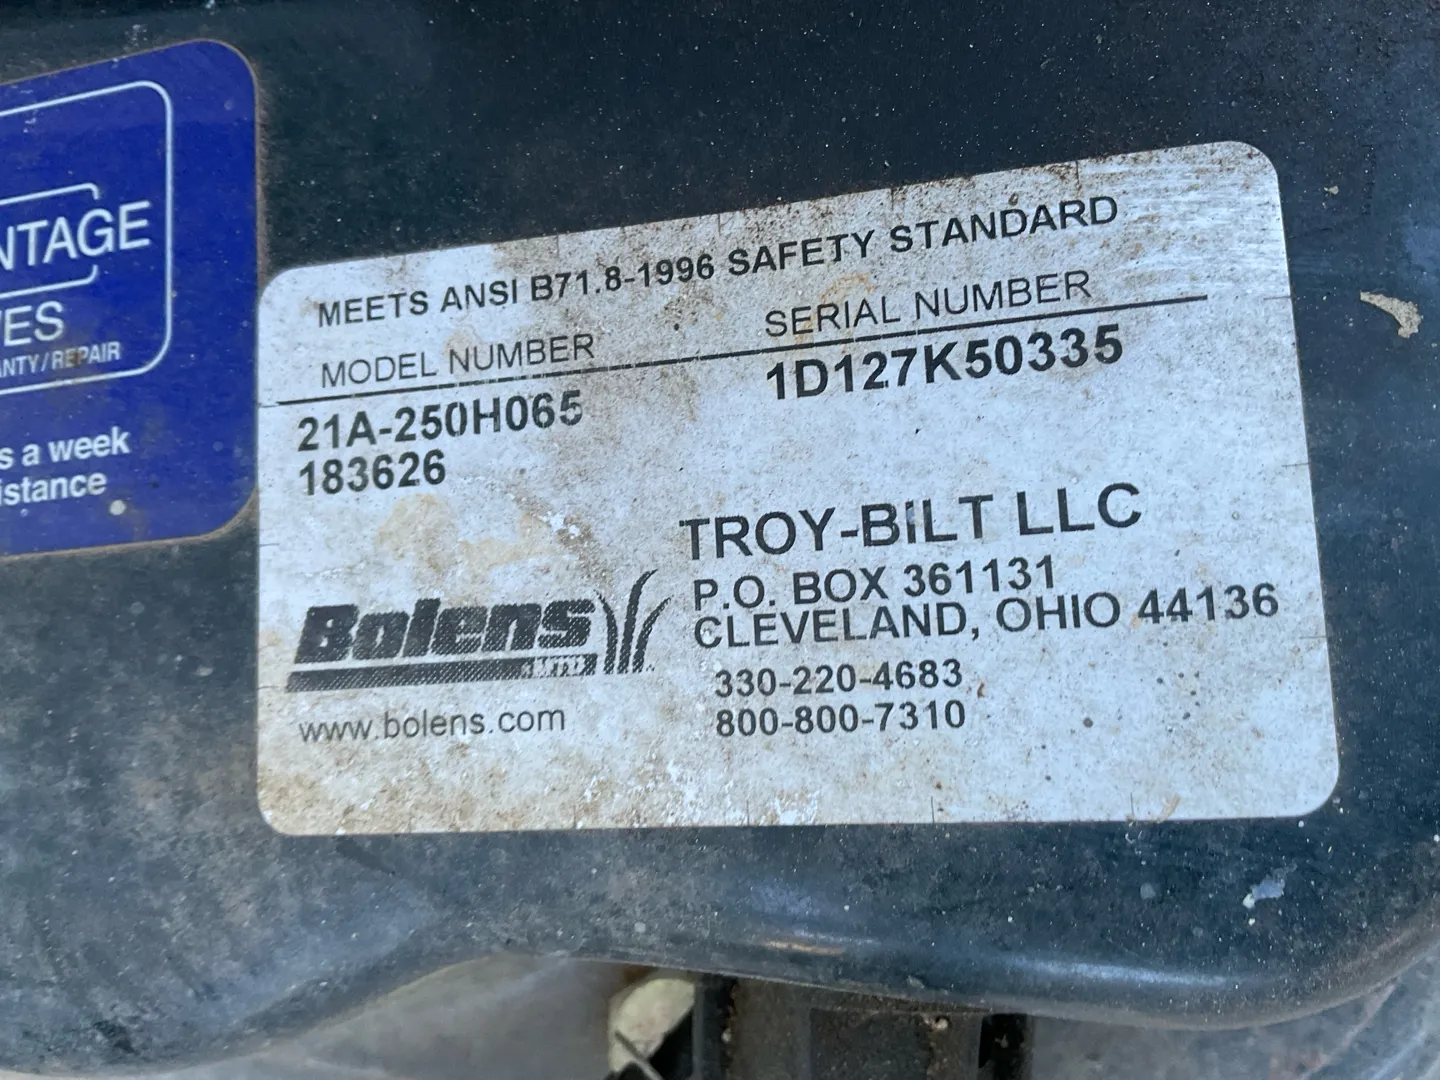 NTAGE
ES
NTY/REPAIR
s a week
istance
MEETS ANSI B71.8-1996 SAFETY STANDARD
MODEL NUMBER SERIAL NUMBER
21A-250H065 1D127K50335
183626
TROY-BILT LLC
P.O. BOX 361131
CLEVELAND, OHIO 44136
330-220-4683
800-800-7310
Bolens
www.bolens.com